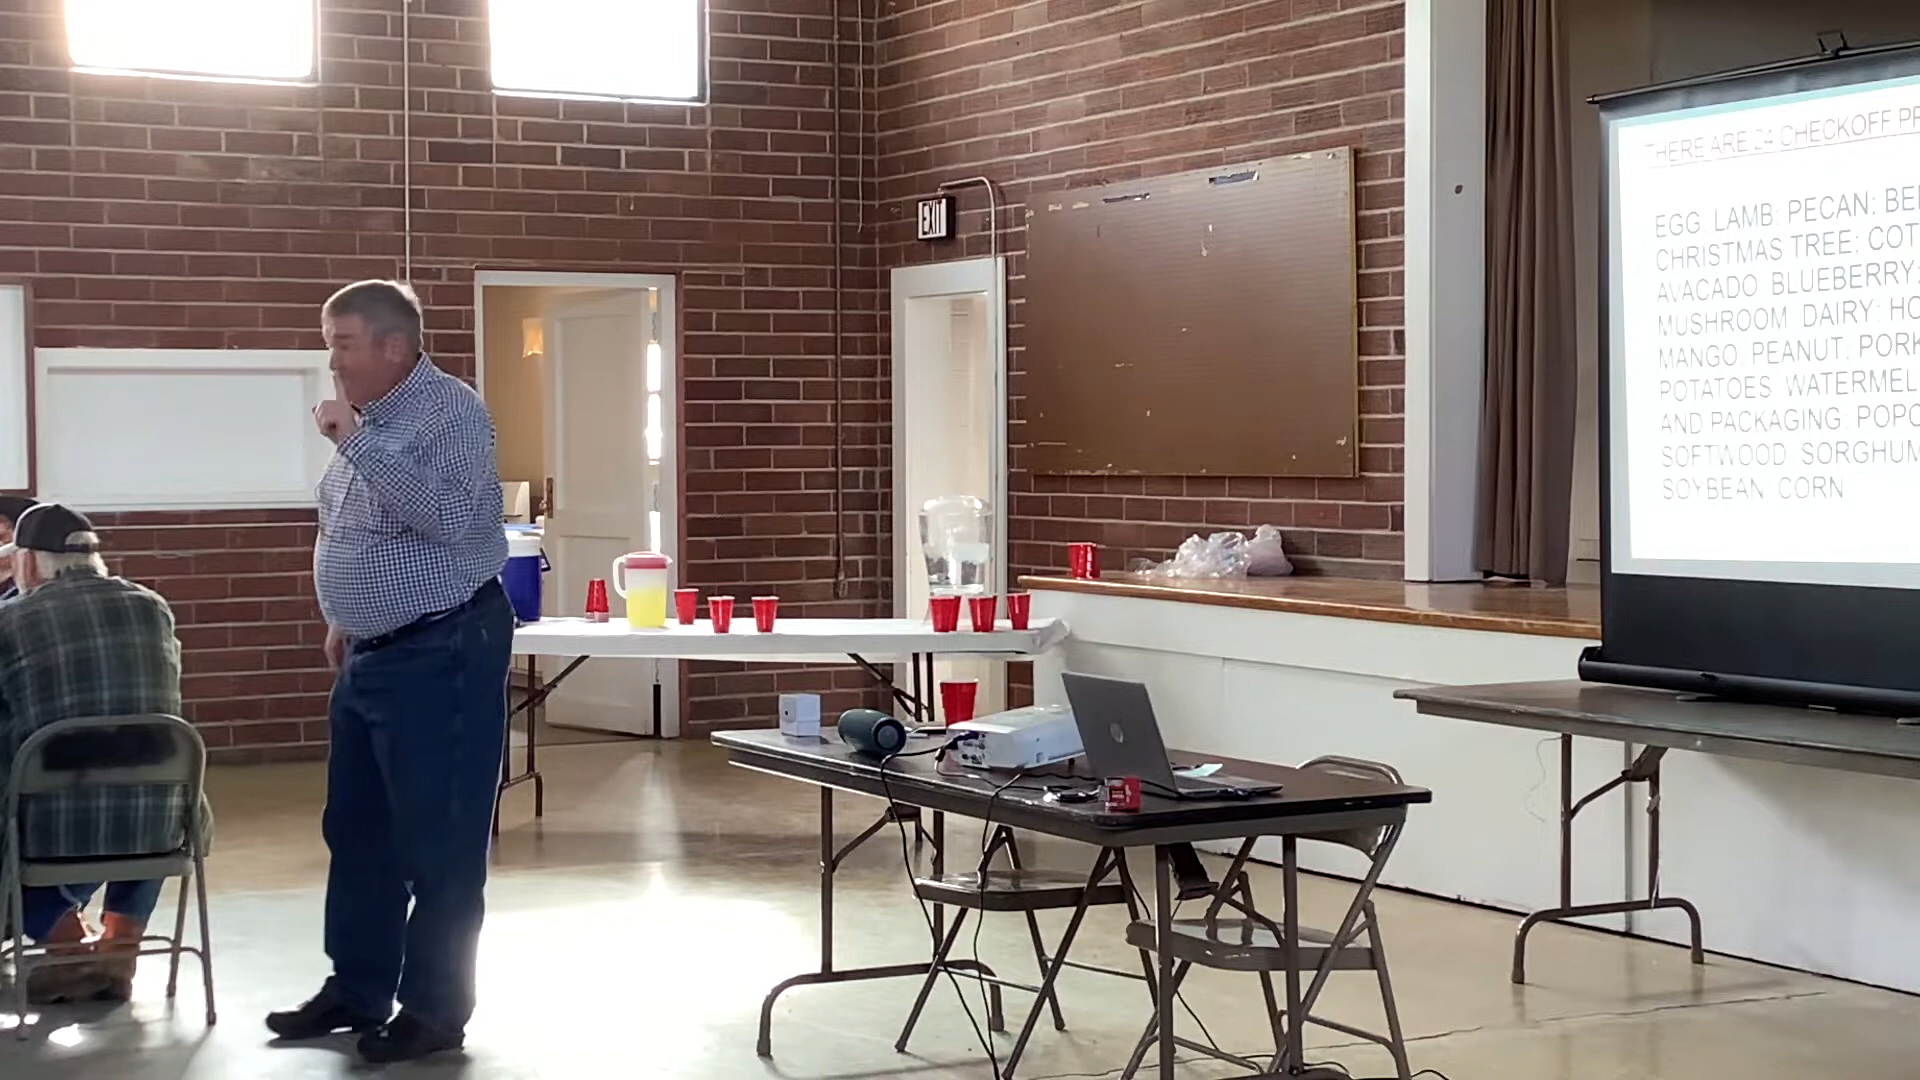 EXIT
THERE ARE 24 CHECKOFF PR
EGG LAMB: PECAN: BE
CHRISTMAS TREE: COT
AVACADO BLUEBERRY:
MUSHROOM DAIRY: HO
MANGO PEANUT: PORK
POTATOES WATERMEL
AND PACKAGING POPC
SOFTWOOD SORGHUM
SOYBEAN CORN